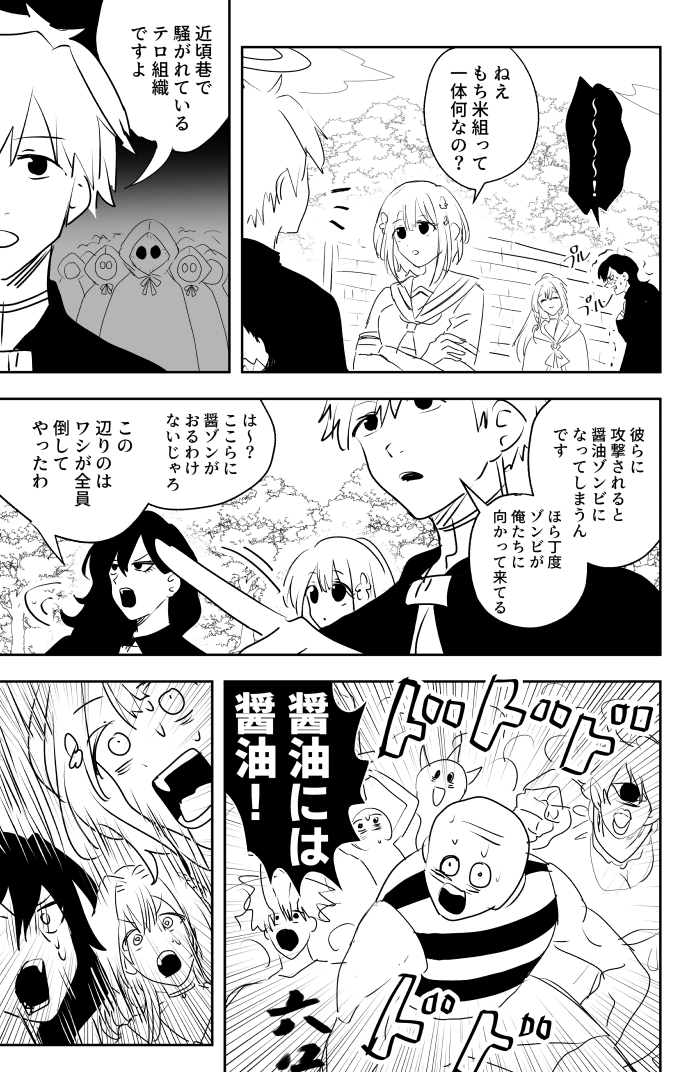 〜〜〜〜!
プルプル
ねえ
もち米組って
一体何なの？
近頃巷で
騒がれている
テロ組織
ですよ
彼らに
攻撃されると
醤油ゾンビに
なってしまうん
です
ほら丁度
ゾンビが
俺たちに
向かって来てる
は〜？
ここらに
醤ゾンが
おるわけ
ないじゃろ
この
辺りのは
ワシが全員
倒して
やったわ
ドドドド
醤油には
醤油！
ドドド